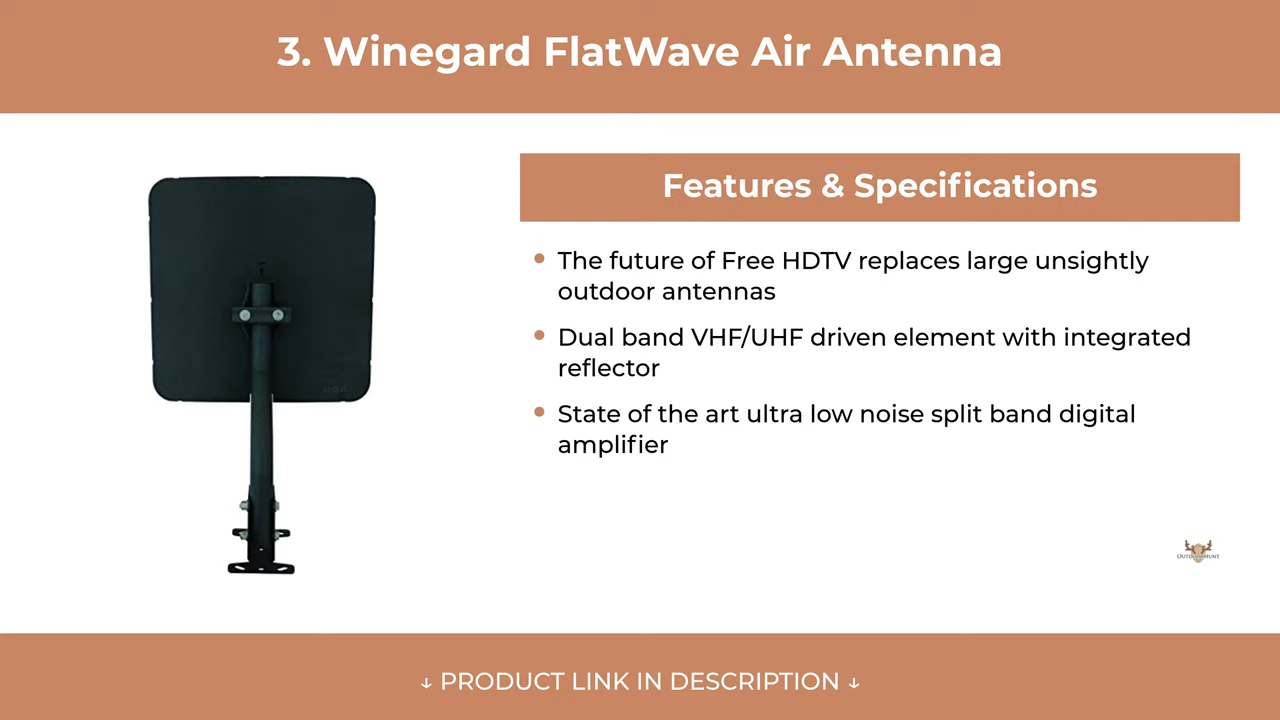 3. Winegard FlatWave Air Antenna
Features & Specifications
• The future of Free HDTV replaces large unsightly
outdoor antennas
• Dual band VHF/UHF driven element with integrated
reflector
• State of the art ultra low noise split band digital
amplifier
OUTDOORHUNT
↓ PRODUCT LINK IN DESCRIPTION ↓